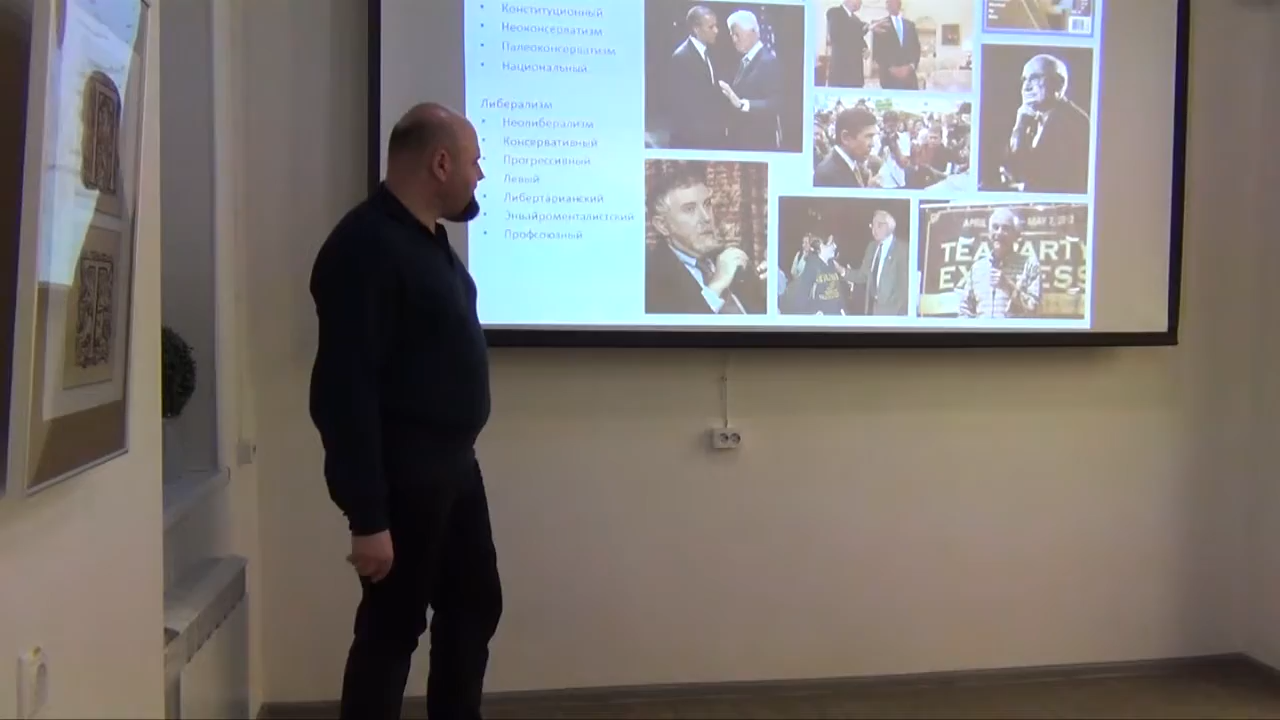 Конституционный
Неоконсерватизм
Палеоконсерватизм
Национальный
Либерализм
Неолиберализм
Консервативный
Прогрессивный
Левый
Либертарианский
Энвайроменталистский
Профсоюзный
TEA PARTY
EXPRESS